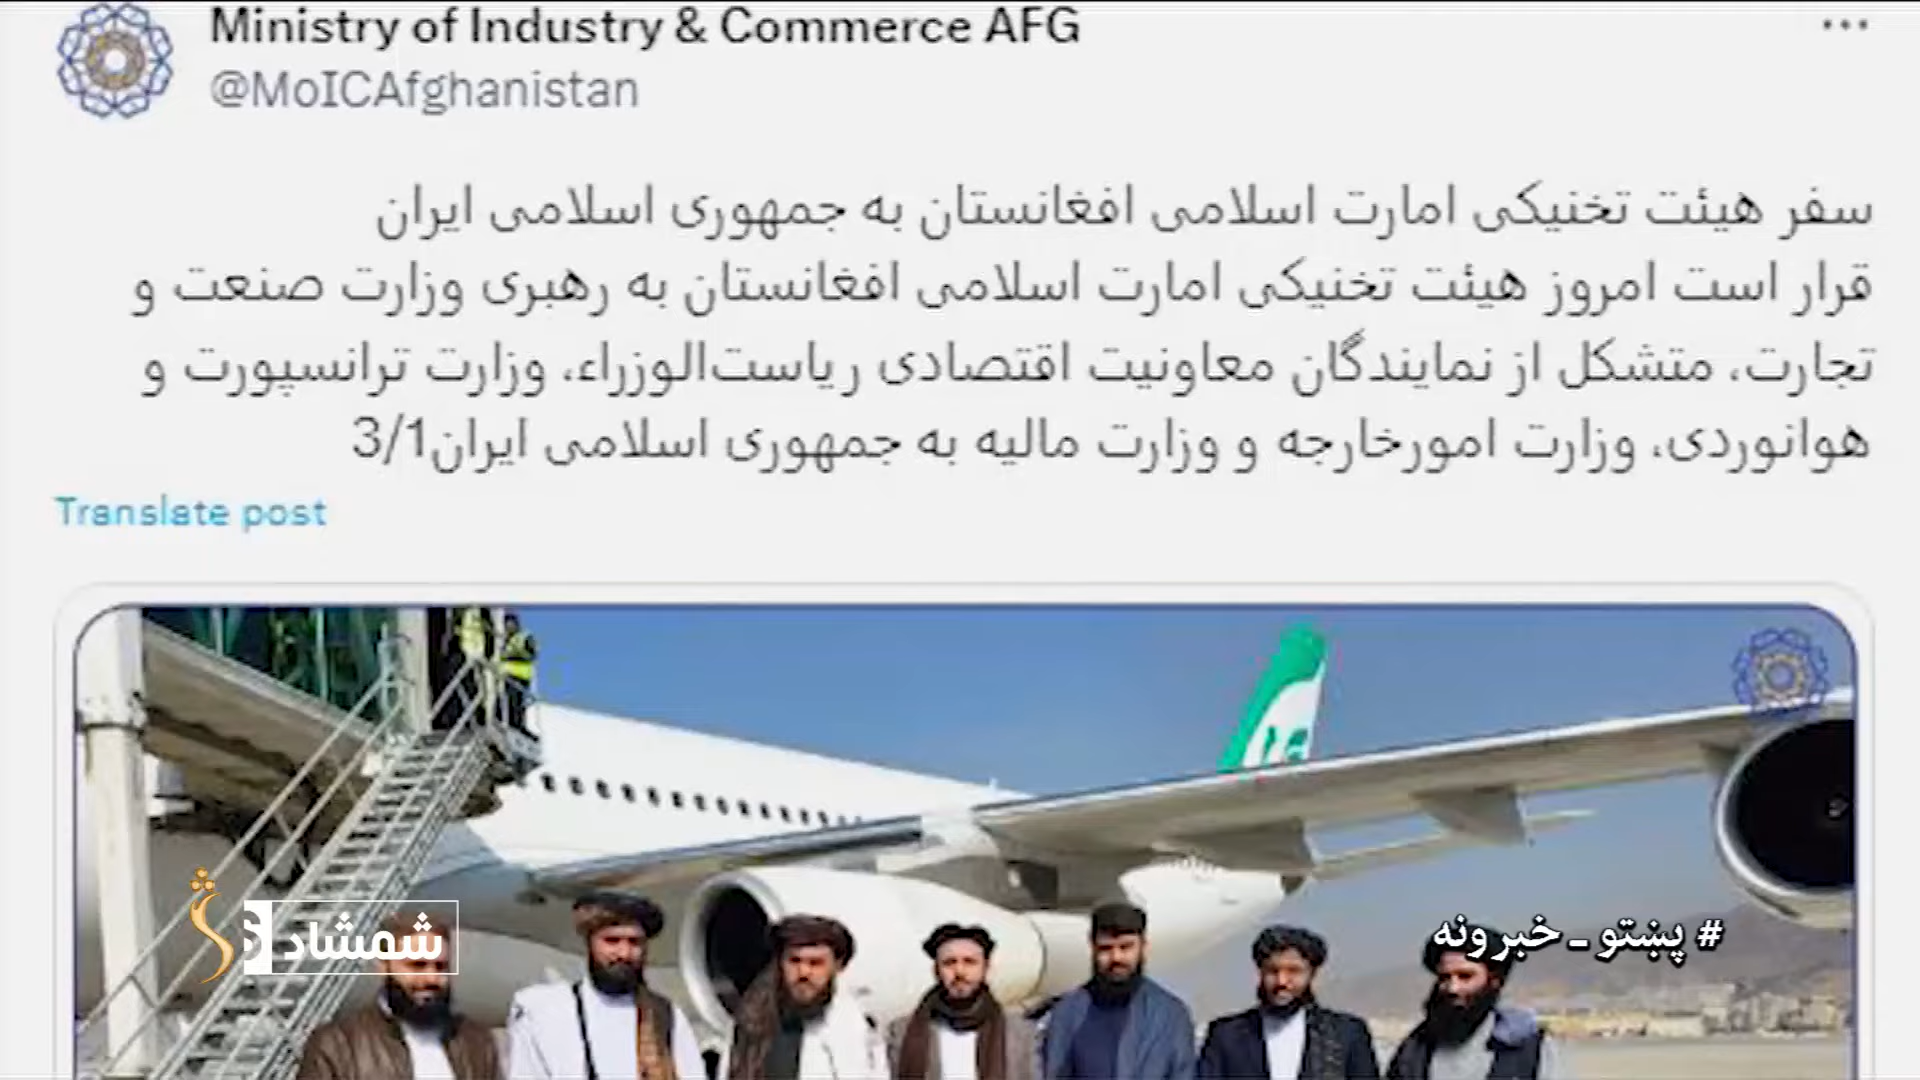 Ministry of Industry & Commerce AFG
@MoICAfghanistan
سفر هیئت تخنیکی امارت اسلامی افغانستان به جمهوری اسلامی ایران
قرار است امروز هیئت تخنیکی امارت اسلامی افغانستان به رهبری وزارت صنعت و
تجارت، متشکل از نمایندگان معاونیت اقتصادی ریاست‌الوزراء، وزارت ترانسپورت و
هوانوردی، وزارت امورخارجه و وزارت مالیه به جمهوری اسلامی ایران3/1
Translate post
شمشاد
# پښتو ـ خبرونه